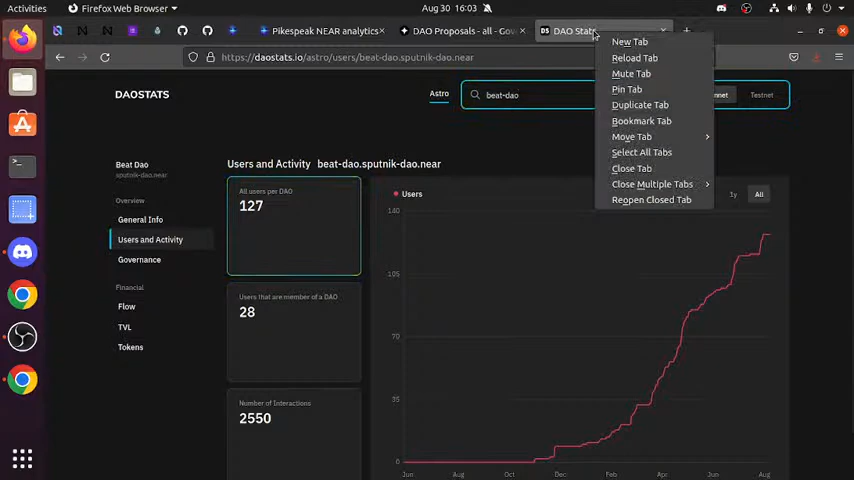 Activities
Firefox Web Browser
Aug 30 16:03
Pikespeak NEAR analytics
DAO Proposals - all - Gov
DAO Stats
https://daostats.io/astro/users/beat-dao.sputnik-dao.near
New Tab
Reload Tab
Mute Tab
Pin Tab
Duplicate Tab
Bookmark Tab
Move Tab
Select All Tabs
Close Tab
Close Multiple Tabs
Reopen Closed Tab
DAOSTATS
Astro
beat-dao
Testnet
Beat Dao
sputnik-dao.near
Overview
General Info
Users and Activity
Governance
Financial
Flow
TVL
Tokens
Users and Activity beat-dao.sputnik-dao.near
All users per DAO
127
Users that are member of a DAO
28
Number of Interactions
2550
Users
1y
All
140
105
70
35
0
Jun
Aug
Oct
Dec
Feb
Apr
Jun
Aug